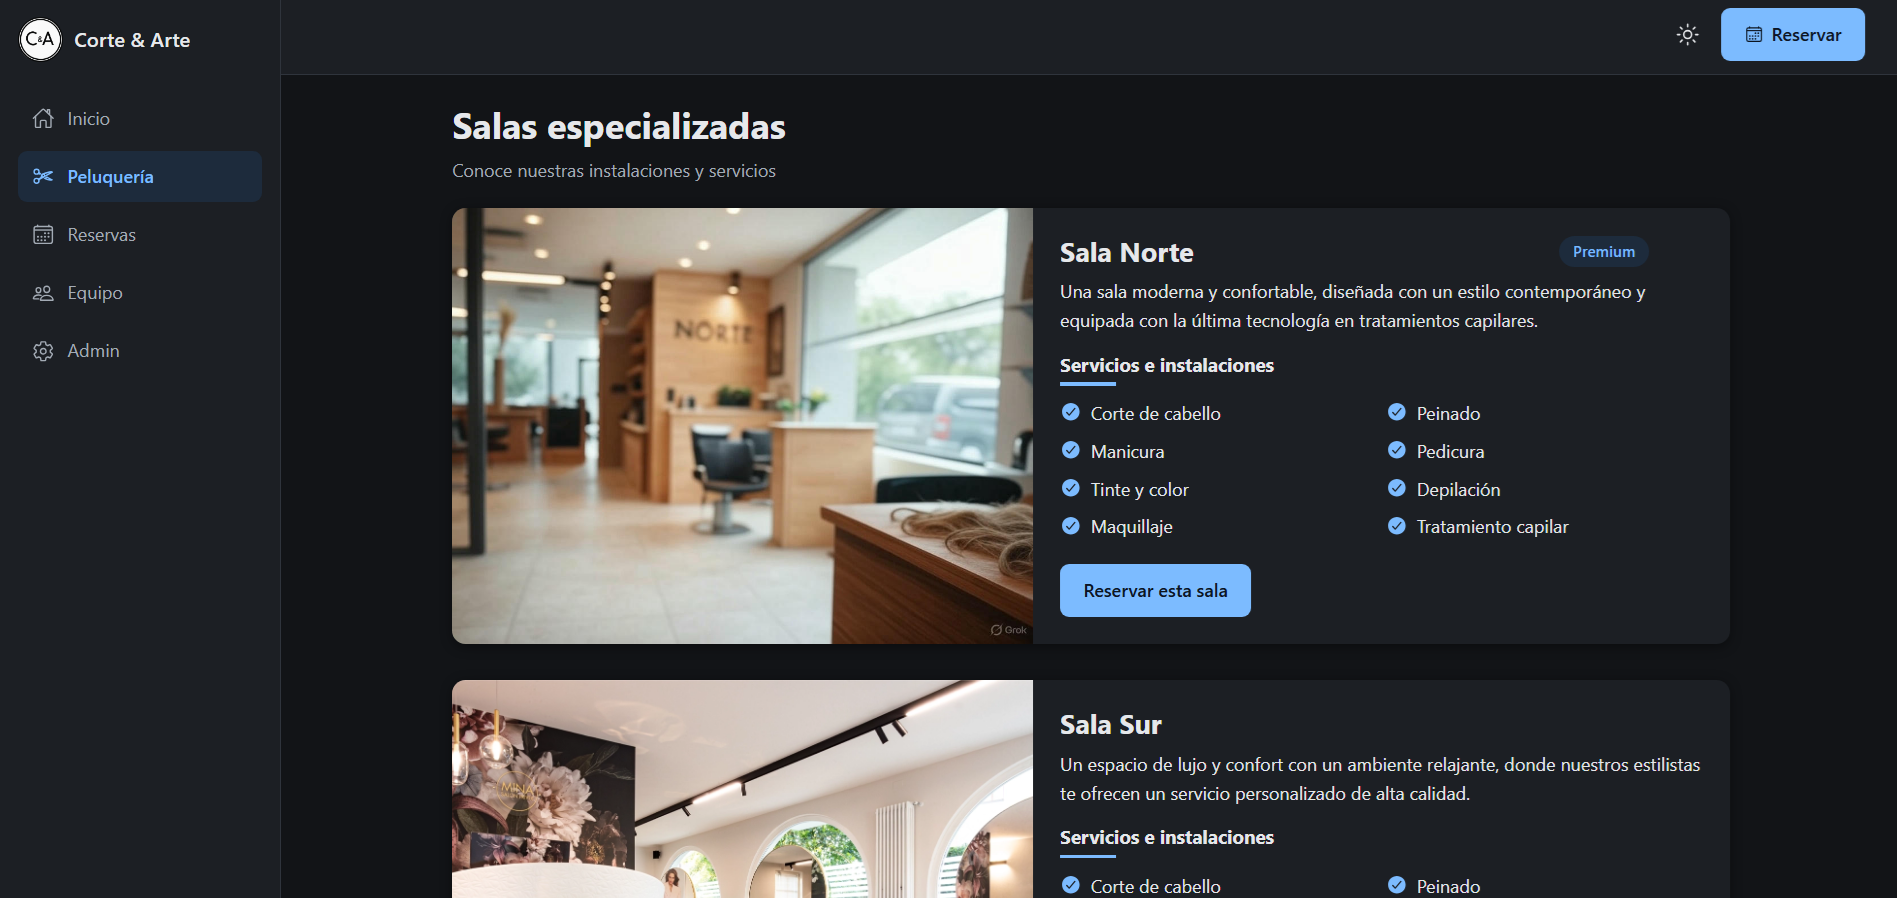 C&A
Corte & Arte
Reservar
Inicio
Peluquería
Reservas
Equipo
Admin
Salas especializadas
Conoce nuestras instalaciones y servicios
NORTE
Grok
Sala Norte
Premium
Una sala moderna y confortable, diseñada con un estilo contemporáneo y
equipada con la última tecnología en tratamientos capilares.
Servicios e instalaciones
Corte de cabello
Peinado
Manicura
Pedicura
Tinte y color
Depilación
Maquillaje
Tratamiento capilar
Reservar esta sala
MINA
Sala Sur
Un espacio de lujo y confort con un ambiente relajante, donde nuestros estilistas
te ofrecen un servicio personalizado de alta calidad.
Servicios e instalaciones
Corte de cabello
Peinado